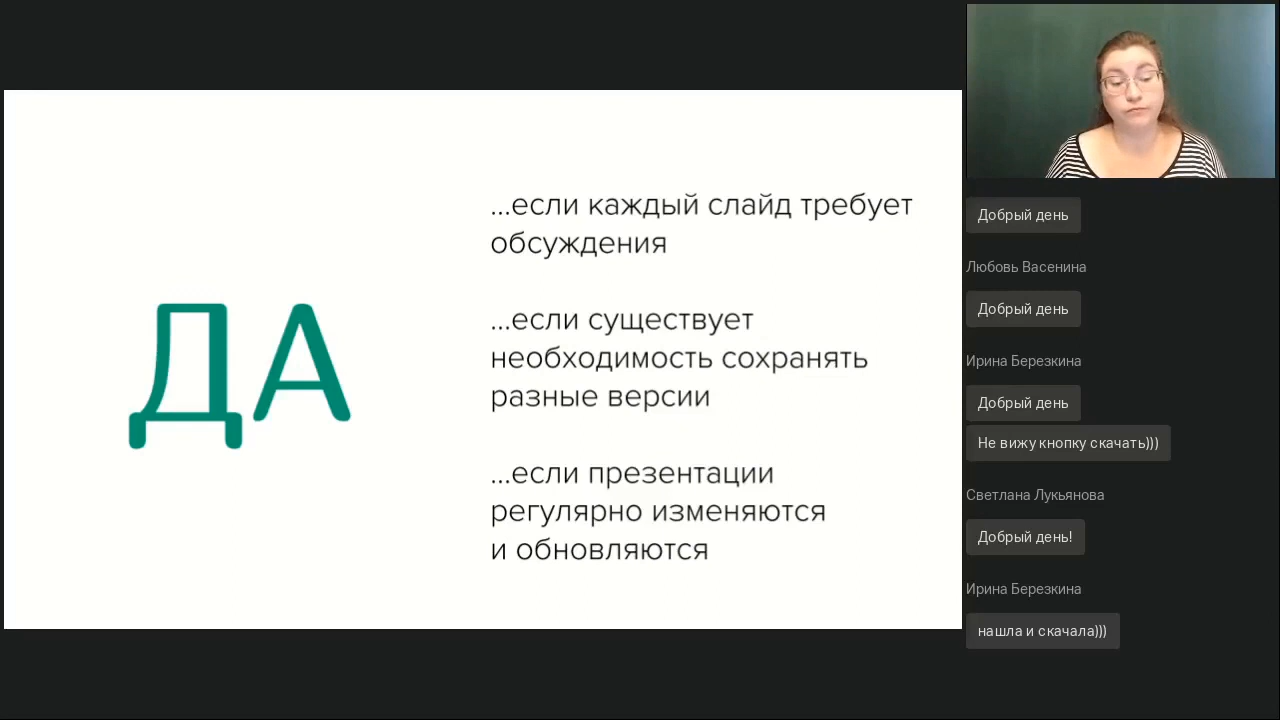 ДА
...если каждый слайд требует
обсуждения
...если существует
необходимость сохранять
разные версии
...если презентации
регулярно изменяются
и обновляются
Добрый день
Любовь Васенина
Добрый день
Ирина Березкина
Добрый день
Не вижу кнопку скачать)))
Светлана Лукьянова
Добрый день!
Ирина Березкина
нашла и скачала)))